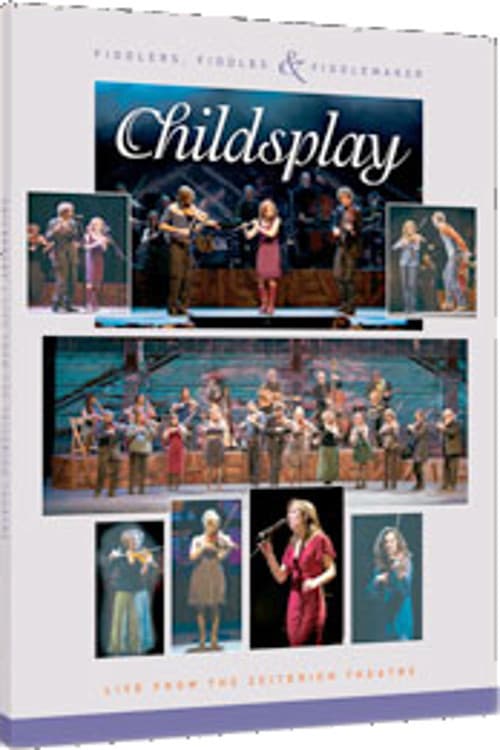 FIDDLERS, FIDDLES & FIDDLEMAKER
Childsplay
LIVE FROM THE ZEITERION THEATRE